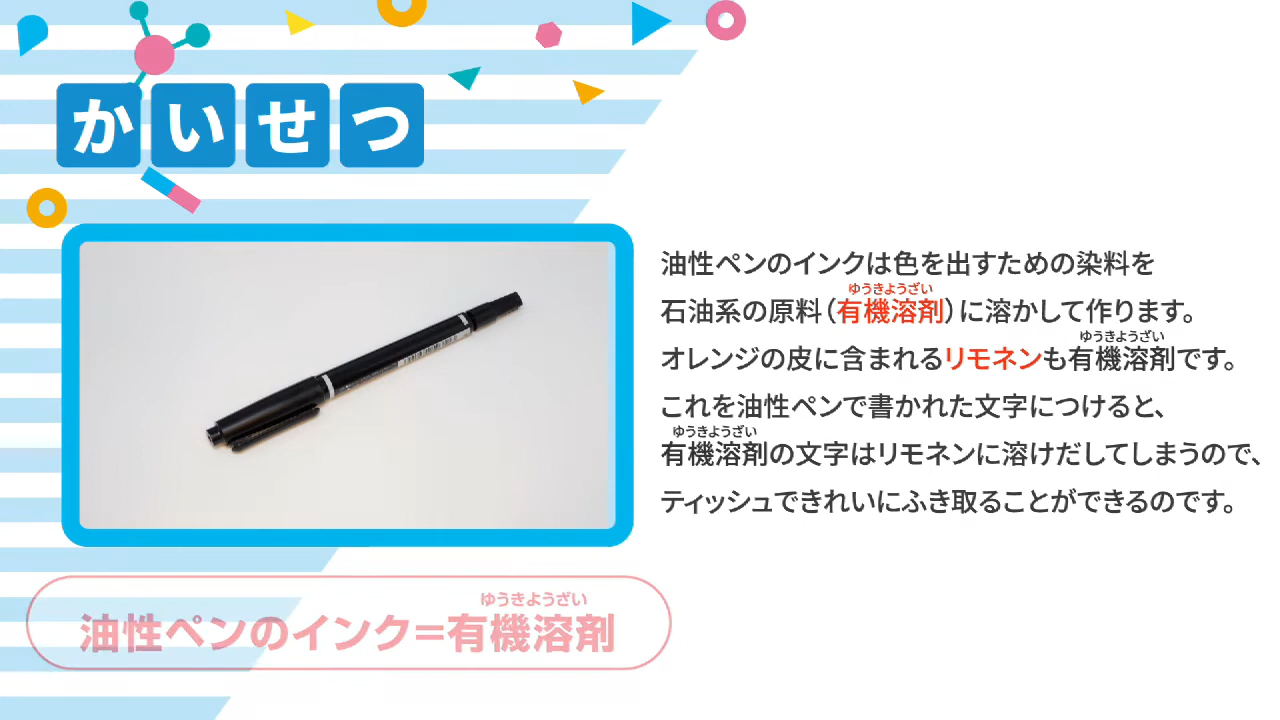 かいせつ
油性ペンのインクは色を出すための染料を
ゆうきようざい
石油系の原料(有機溶剤)に溶かして作ります。
ゆうきようざい
オレンジの皮に含まれるリモネンも有機溶剤です。
これを油性ペンで書かれた文字につけると、
ゆうきようざい
有機溶剤の文字はリモネンに溶けだしてしまうので、
ティッシュできれいにふき取ることができるのです。
ゆうきようざい
油性ペンのインク=有機溶剤